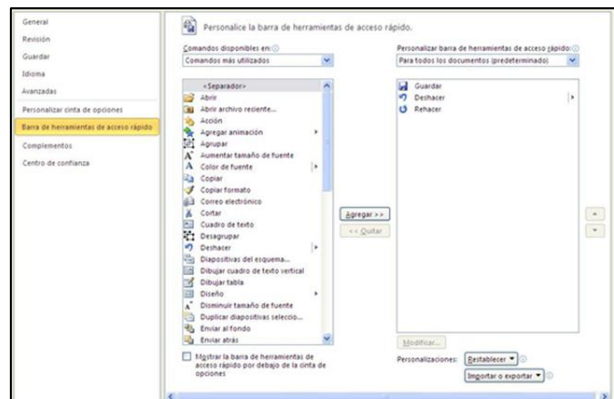 General
Revisión
Guardar
Idioma
Avanzadas
Personalizar cinta de opciones
Barra de herramientas de acceso rápido
Complementos
Centro de confianza
Personalice la barra de herramientas de acceso rápido.
Comandos disponibles en:
Comandos más utilizados
<Separador>
Abrir
Abrir archivo reciente...
Acción
Agregar animación
Agrupar
Aumentar tamaño de fuente
Color de fuente
Copiar
Copiar formato
Correo electrónico
Cortar
Cuadro de texto
Desagrupar
Deshacer
Diapositivas del esquema...
Dibujar cuadro de texto vertical
Dibujar tabla
Diseño
Disminuir tamaño de fuente
Duplicar diapositivas seleccio...
Enviar al fondo
Enviar atrás
Mostrar la barra de herramientas de
acceso rápido por debajo de la cinta de
opciones
Agregar >>
<< Quitar
Personalizar barra de herramientas de acceso rápido:
Para todos los documentos (predeterminado)
Guardar
Deshacer
Rehacer
Modificar...
Personalizaciones: Restablecer
Importar o exportar